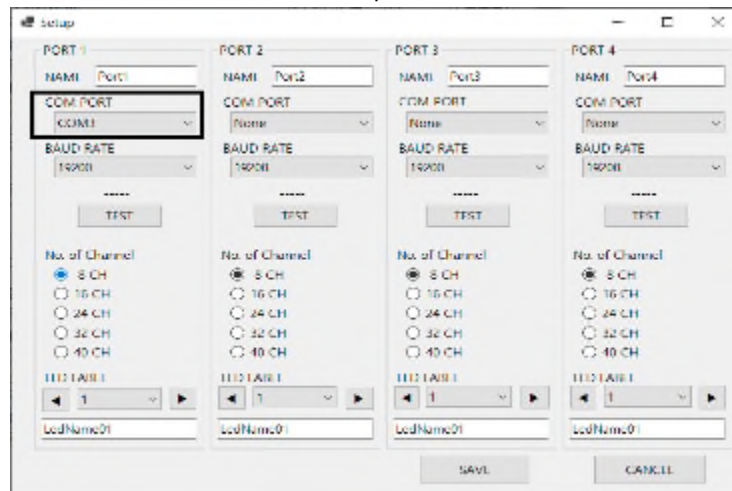 Setup
PORT 1
NAME Port1
COM PORT
COM3
BAUD RATE
19200
-----
TEST
No. of Channel
8 CH
16 CH
24 CH
32 CH
40 CH
LED LABEL
1
LedName01
PORT 2
NAME Port2
COM PORT
None
BAUD RATE
19200
-----
TEST
No. of Channel
8 CH
16 CH
24 CH
32 CH
40 CH
LED LABEL
1
LedName01
PORT 3
NAME Port3
COM PORT
None
BAUD RATE
19200
-----
TEST
No. of Channel
8 CH
16 CH
24 CH
32 CH
40 CH
LED LABEL
1
LedName01
PORT 4
NAME Port4
COM PORT
None
BAUD RATE
19200
-----
TEST
No. of Channel
8 CH
16 CH
24 CH
32 CH
40 CH
LED LABEL
1
LedName01
SAVE
CANCEL